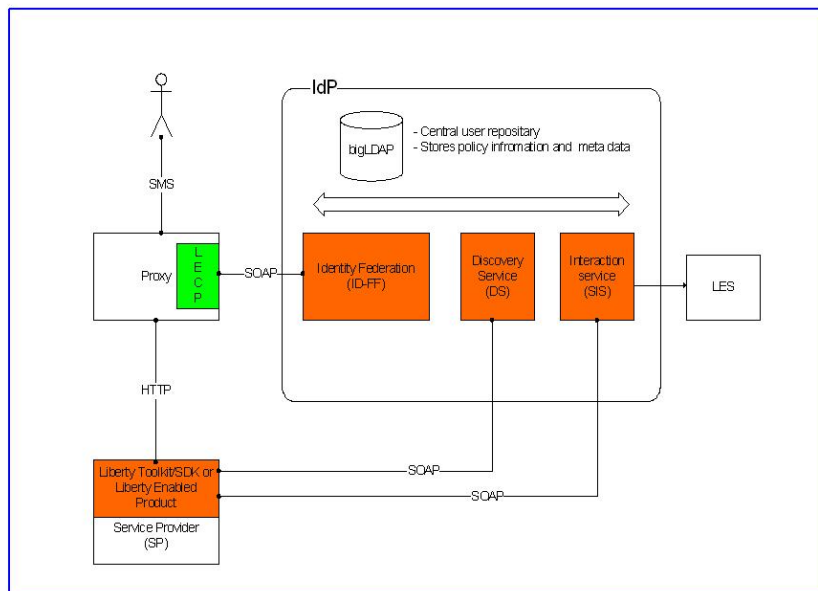 IdP
bigLDAP
- Central user repositary
- Stores policy infromation and meta data
SMS
Proxy
L
E
C
P
SOAP
Identity Federation
(ID-FF)
Discovery
Service
(DS)
Interaction
service
(SIS)
LES
HTTP
SOAP
SOAP
Liberty Toolkit/SDK or
Liberty Enabled
Product
Service Provider
(SP)